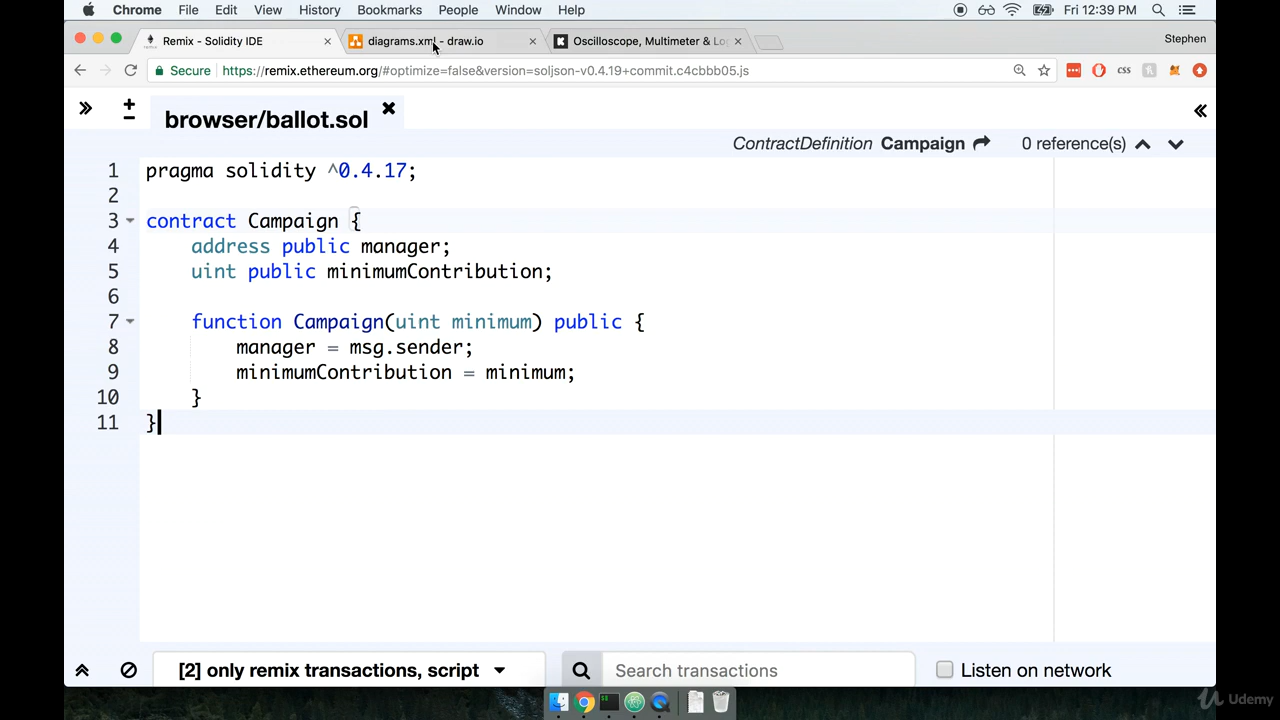 Chrome File Edit View History Bookmarks People Window Help Fri 12:39 PM
Remix - Solidity IDE diagrams.xml - draw.io Oscilloscope, Multimeter & Lo Stephen
Secure https://remix.ethereum.org/#optimize=false&version=soljson-v0.4.19+commit.c4cbbb05.js CSS
browser/ballot.sol
ContractDefinition Campaign 0 reference(s)
1 pragma solidity ^0.4.17;
2
3 contract Campaign {
4 address public manager;
5 uint public minimumContribution;
6
7 function Campaign(uint minimum) public {
8 manager = msg.sender;
9 minimumContribution = minimum;
10 }
11 }
[2] only remix transactions, script Search transactions Listen on network
Udemy